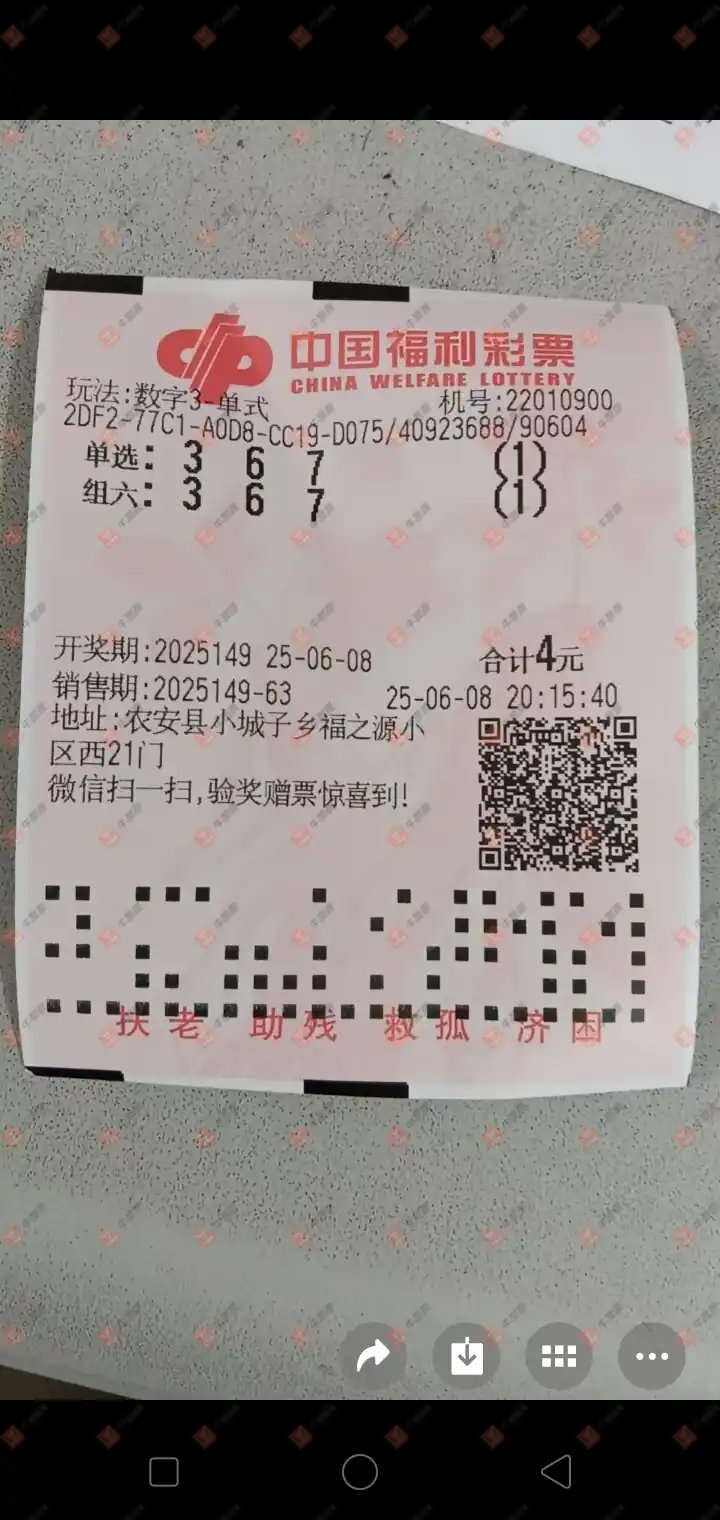 中国福利彩票
CHINA WELFARE LOTTERY
玩法:数字3-单式 机号:22010900
2DF2-77C1-A0D8-CC19-D075/40923688/90604
单选: 3 6 7 (1)
组六: 3 6 7 (1)
开奖期:2025149 25-06-08 合计4元
销售期:2025149-63 25-06-08 20:15:40
地址:农安县小城子乡福之源小
区西21门
微信扫一扫,验奖赠票惊喜到!
扶老 助残 救孤 济困